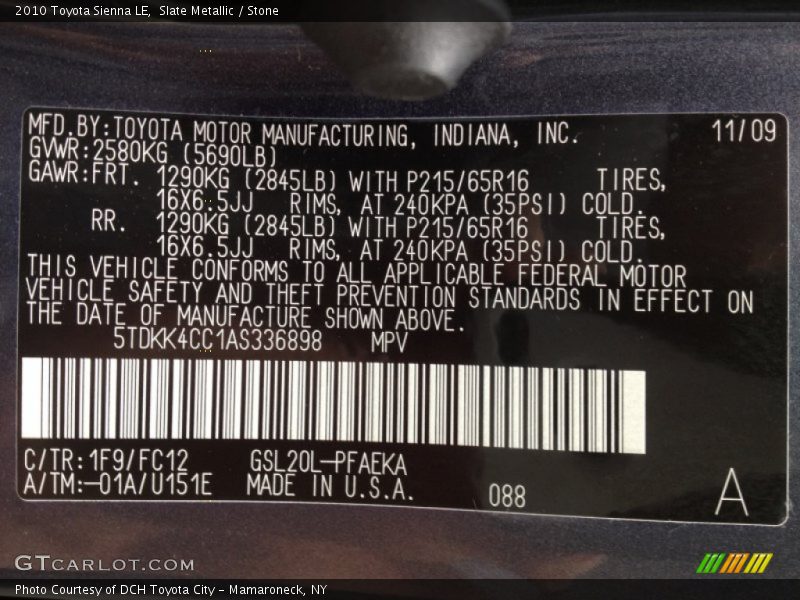 2010 Toyota Sienna LE,  Slate Metallic / Stone
MFD.BY:TOYOTA MOTOR MANUFACTURING, INDIANA, INC. 11/09
GVWR:2580KG (5690LB)
GAWR:FRT. 1290KG (2845LB) WITH P215/65R16 TIRES,
16X6.5JJ RIMS, AT 240KPA (35PSI) COLD.
RR. 1290KG (2845LB) WITH P215/65R16 TIRES,
16X6.5JJ RIMS, AT 240KPA (35PSI) COLD.
THIS VEHICLE CONFORMS TO ALL APPLICABLE FEDERAL MOTOR
VEHICLE SAFETY AND THEFT PREVENTION STANDARDS IN EFFECT ON
THE DATE OF MANUFACTURE SHOWN ABOVE.
5TDKK4CC1AS336898 MPV
C/TR:1F9/FC12 GSL20L-PFAEKA
A/TM:-01A/U151E MADE IN U.S.A. 088 A
GTCARLOT.COM
Photo Courtesy of DCH Toyota City - Mamaroneck, NY